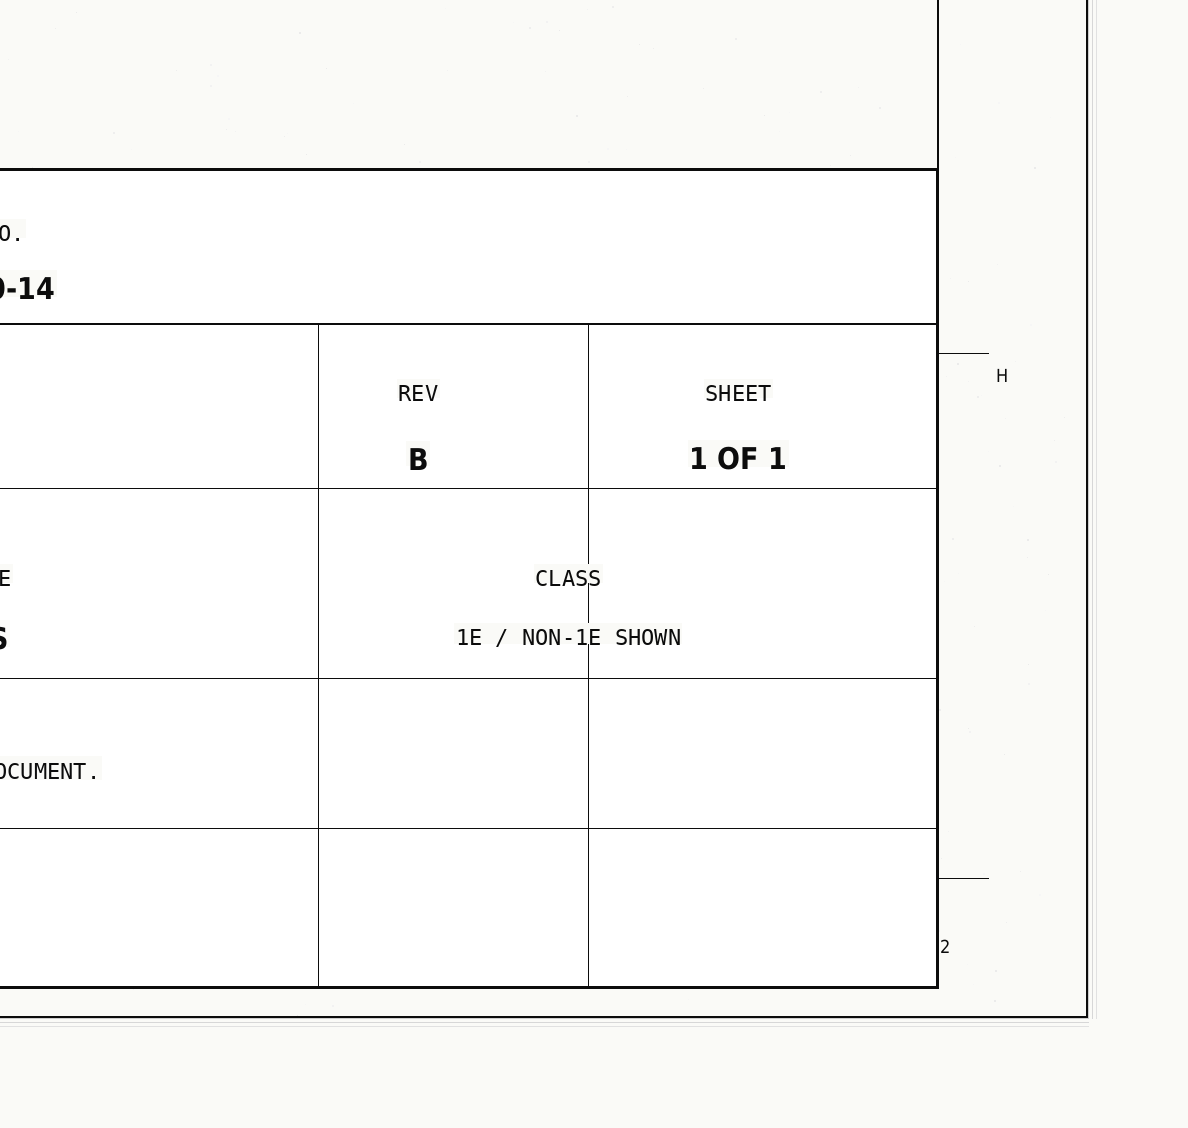 O.
-14
REV
SHEET
H
B
1 OF 1
E
CLASS
S
1E / NON-1E SHOWN
OCUMENT.
2